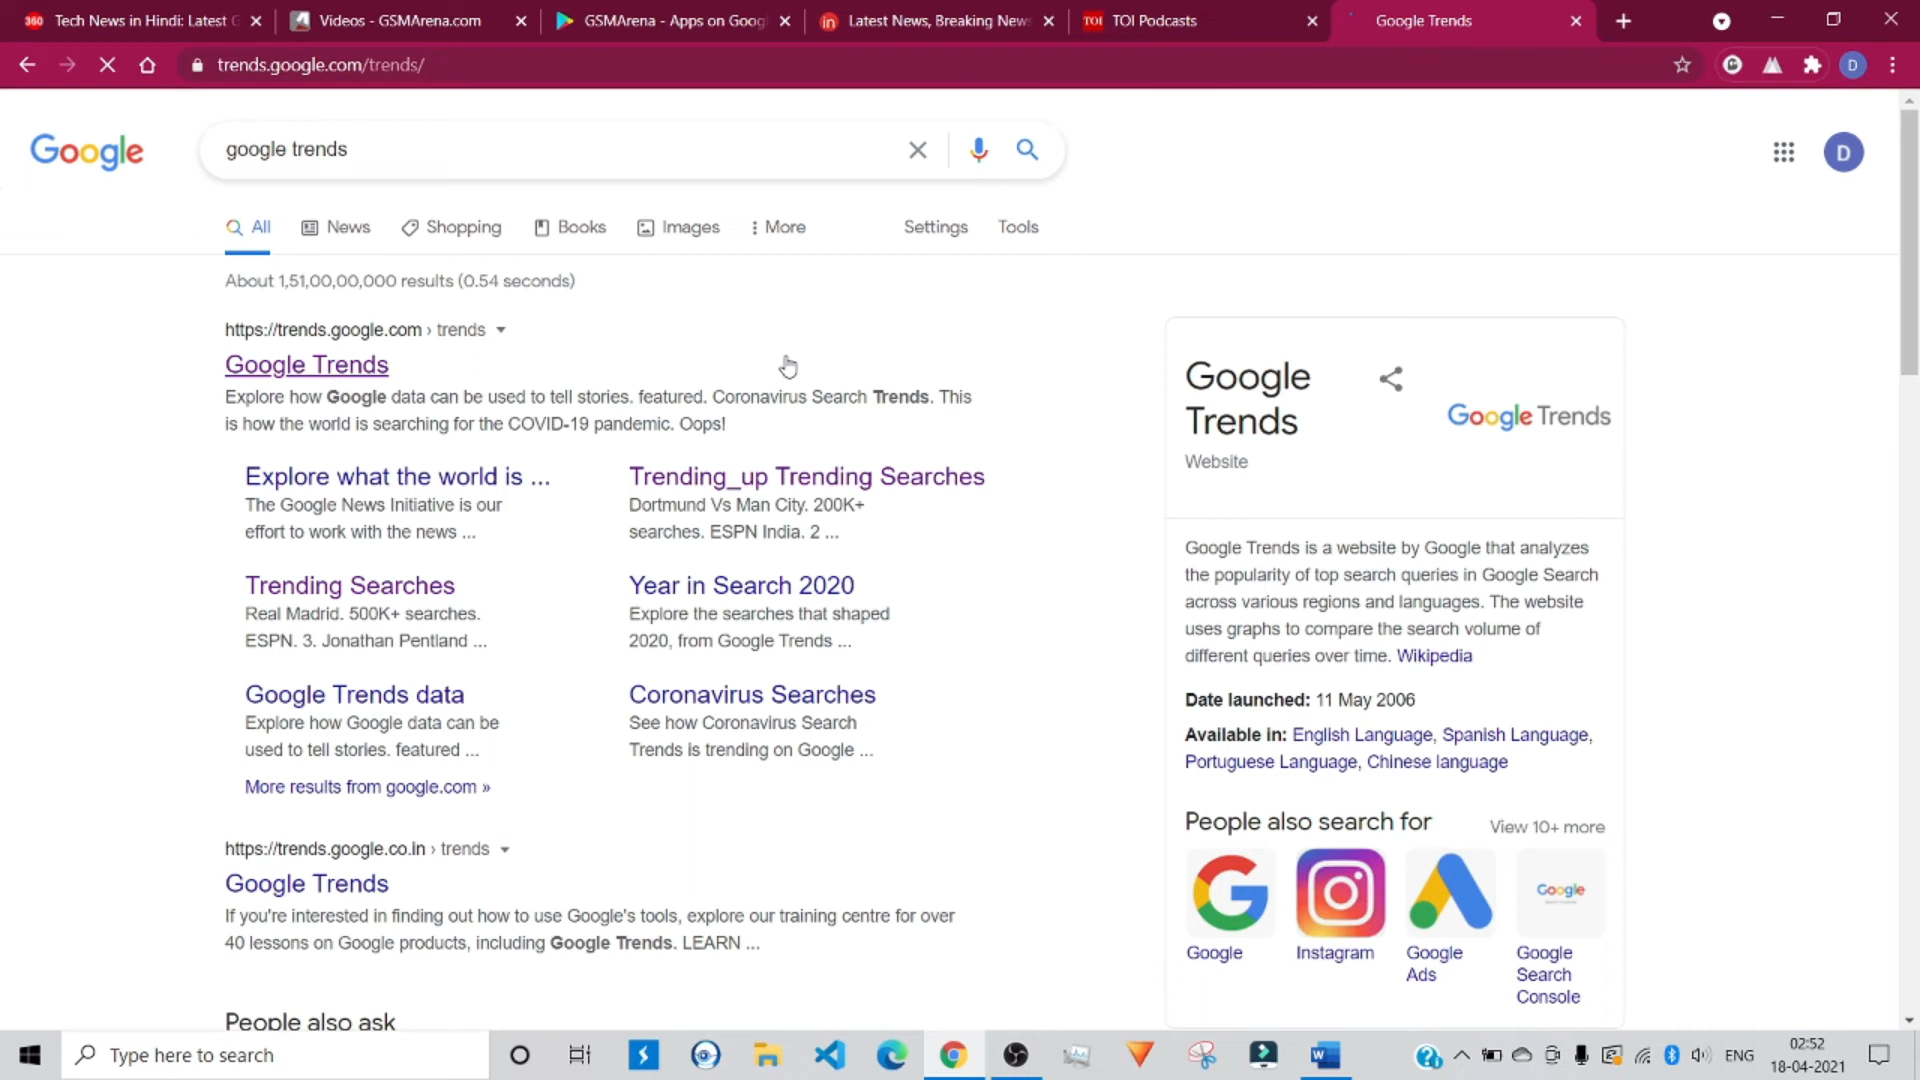 Tech News in Hindi: Latest G
Videos - GSMArena.com
GSMArena - Apps on Googl
Latest News, Breaking News
TOI Podcasts
Google Trends
trends.google.com/trends/
D
Google
google trends
D
All
News
Shopping
Books
Images
More
Settings
Tools
About 1,51,00,00,000 results (0.54 seconds)
https://trends.google.com › trends
Google Trends
Explore how Google data can be used to tell stories. featured. Coronavirus Search Trends. This
is how the world is searching for the COVID-19 pandemic. Oops!
Explore what the world is ...
The Google News Initiative is our
effort to work with the news ...
Trending_up Trending Searches
Dortmund Vs Man City. 200K+
searches. ESPN India. 2 ...
Trending Searches
Real Madrid. 500K+ searches.
ESPN. 3. Jonathan Pentland ...
Year in Search 2020
Explore the searches that shaped
2020, from Google Trends ...
Google Trends data
Explore how Google data can be
used to tell stories. featured ...
Coronavirus Searches
See how Coronavirus Search
Trends is trending on Google ...
More results from google.com »
https://trends.google.co.in › trends
Google Trends
If you're interested in finding out how to use Google's tools, explore our training centre for over
40 lessons on Google products, including Google Trends. LEARN ...
People also ask
Google
Trends
Google Trends
Website
Google Trends is a website by Google that analyzes
the popularity of top search queries in Google Search
across various regions and languages. The website
uses graphs to compare the search volume of
different queries over time. Wikipedia
Date launched: 11 May 2006
Available in: English Language, Spanish Language,
Portuguese Language, Chinese language
People also search for
View 10+ more
Google
Google
Instagram
Google
Ads
Google
Search
Console
Type here to search
ENG
02:52
18-04-2021